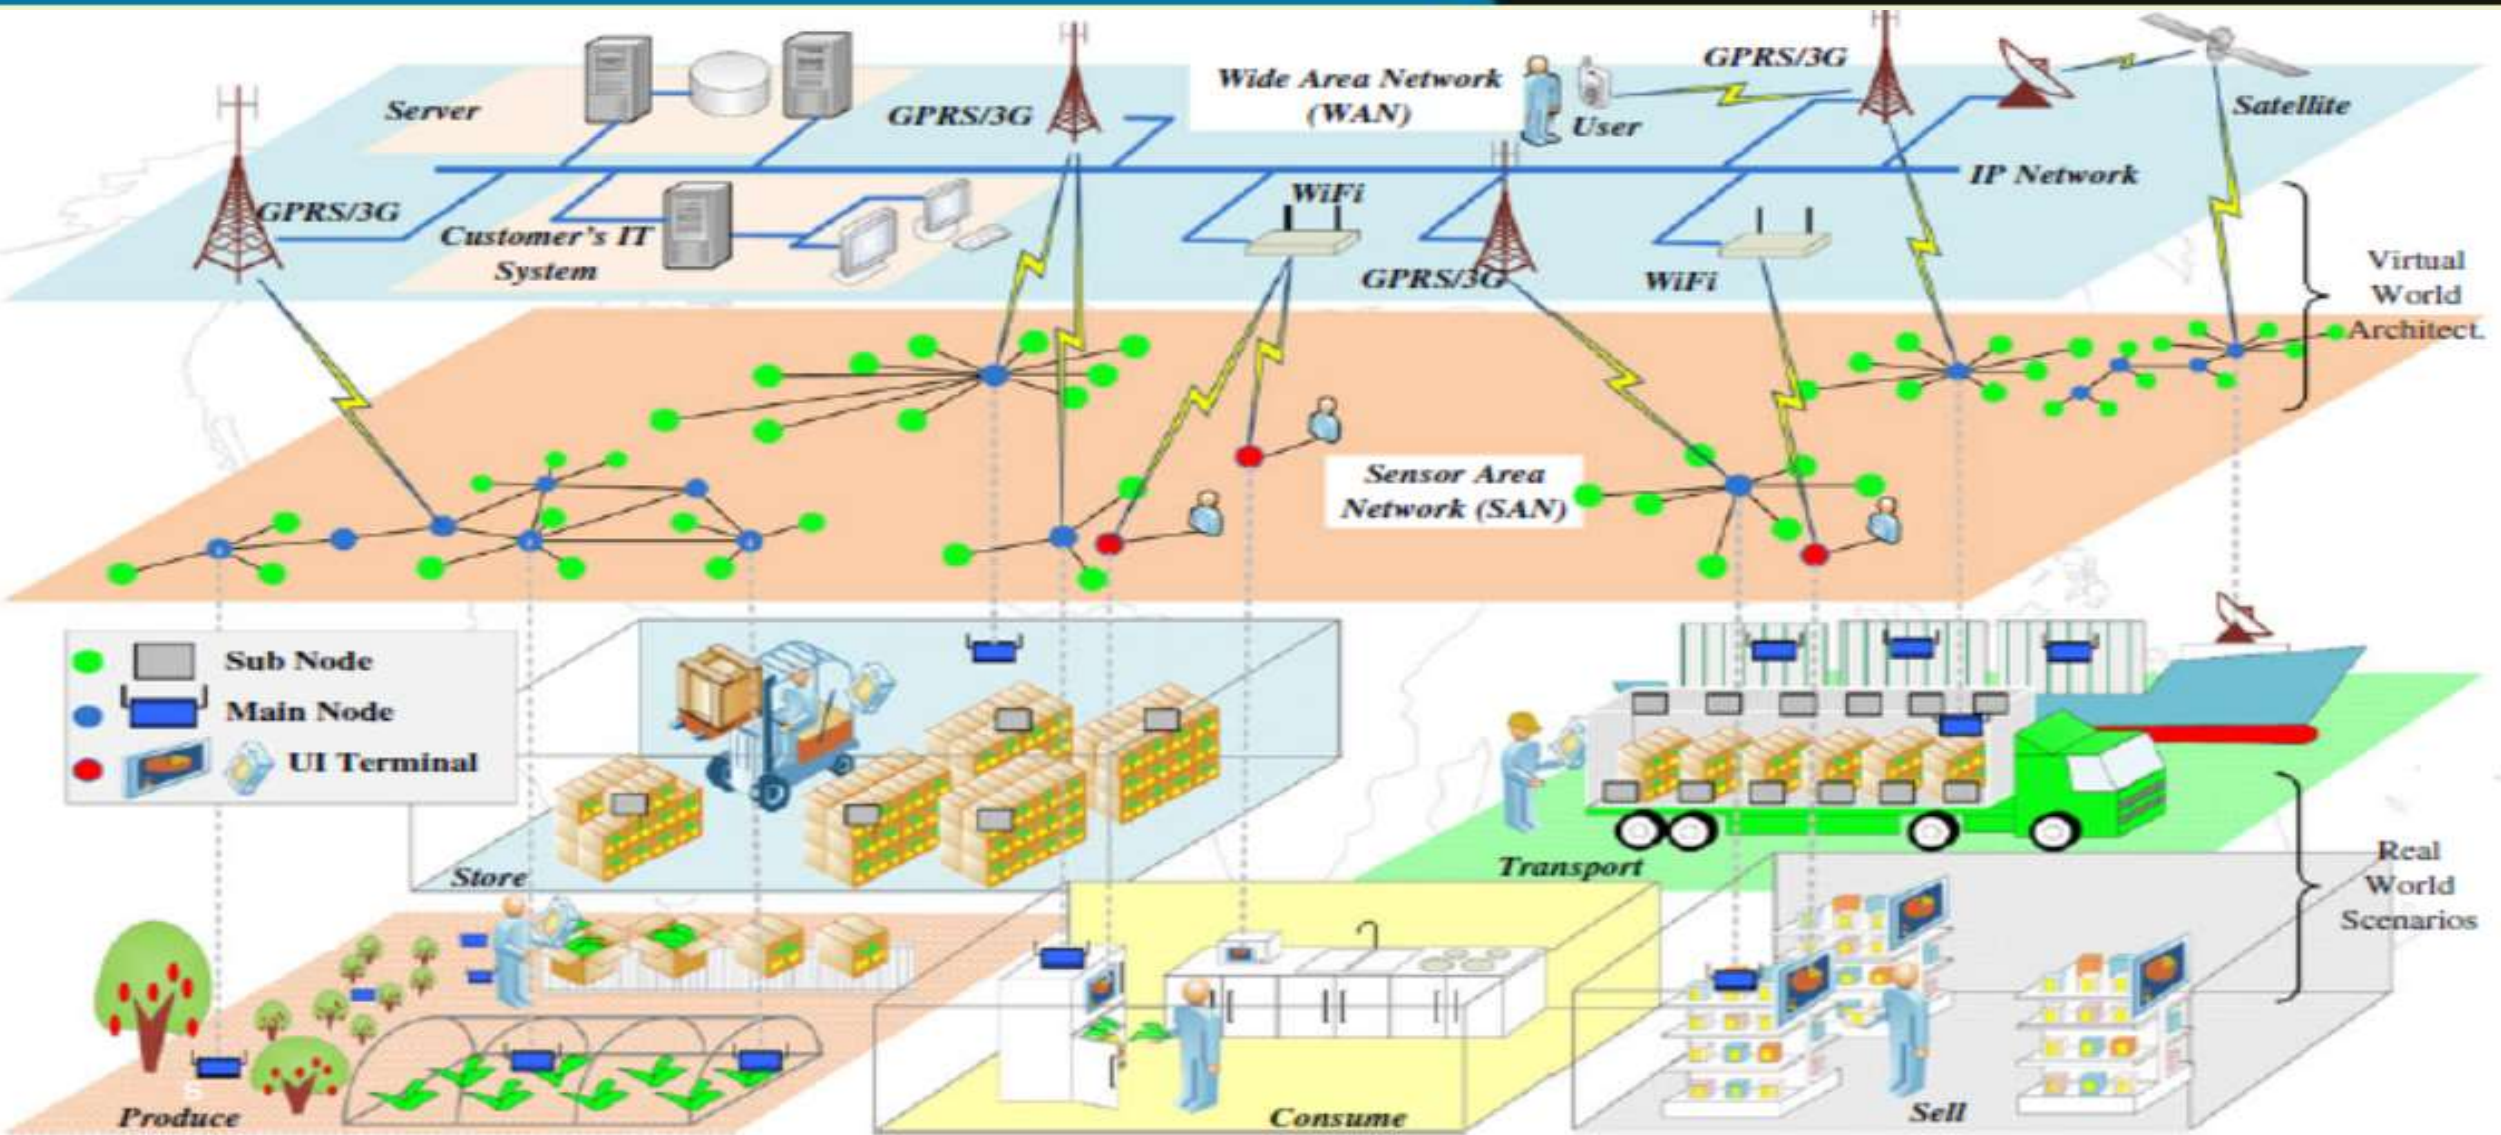 Server
GPRS/3G
Wide Area Network
(WAN)
User
GPRS/3G
Satellite
IP Network
GPRS/3G
Customer's IT
System
WiFi
GPRS/3G
WiFi
Virtual
World
Architect.
Sensor Area
Network (SAN)
Sub Node
Main Node
UI Terminal
Store
Transport
Real
World
Scenarios
Produce
Consume
Sell